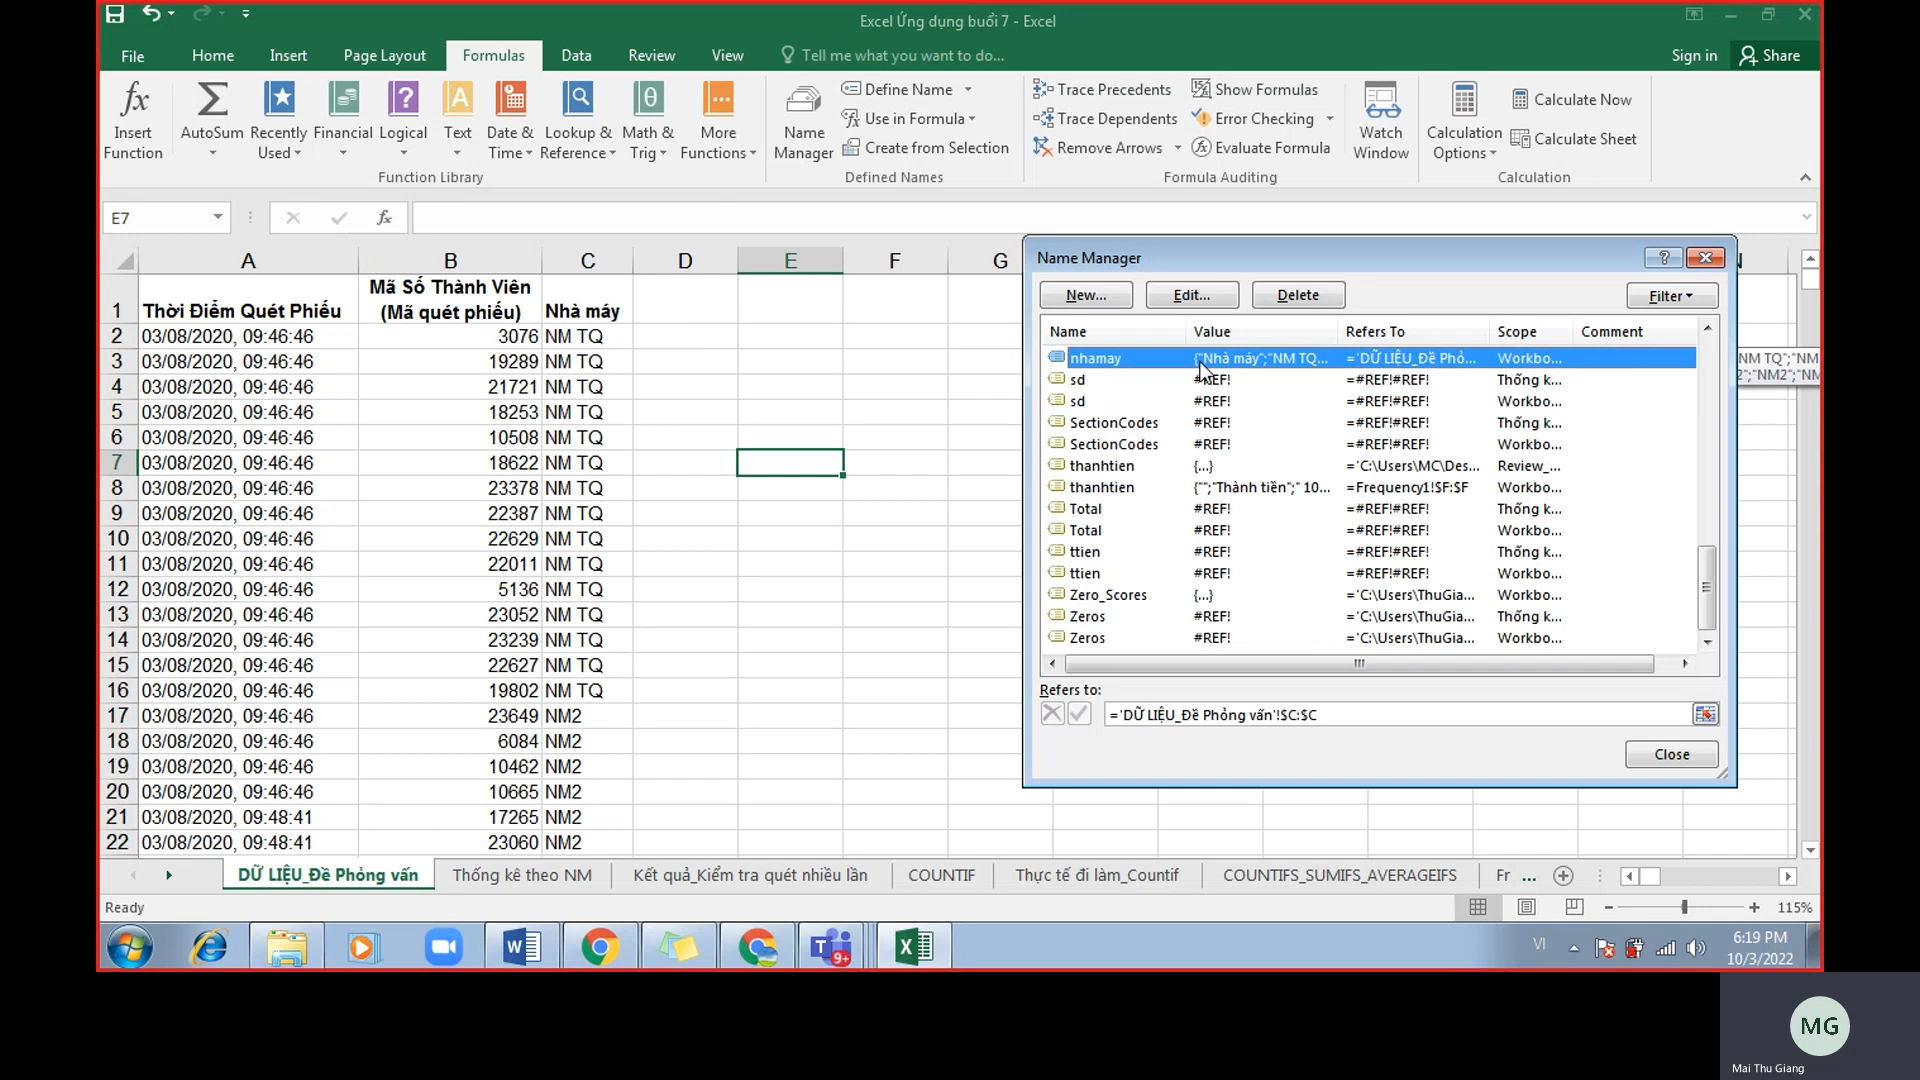 Excel Ứng dụng buổi 7 - Excel
File Home Insert Page Layout Formulas Data Review View Tell me what you want to do... Sign in Share
Insert Function
AutoSum
Recently Used
Financial
Logical
Text
Date & Time
Lookup & Reference
Math & Trig
More Functions
Function Library
Name Manager
Define Name
Use in Formula
Create from Selection
Defined Names
Trace Precedents
Trace Dependents
Remove Arrows
Show Formulas
Error Checking
Evaluate Formula
Formula Auditing
Watch Window
Calculation Options
Calculate Now
Calculate Sheet
Calculation
E7
A B C D E F G N
1 Thời Điểm Quét Phiếu Mã Số Thành Viên (Mã quét phiếu) Nhà máy
2 03/08/2020, 09:46:46 3076 NM TQ
3 03/08/2020, 09:46:46 19289 NM TQ
4 03/08/2020, 09:46:46 21721 NM TQ
5 03/08/2020, 09:46:46 18253 NM TQ
6 03/08/2020, 09:46:46 10508 NM TQ
7 03/08/2020, 09:46:46 18622 NM TQ
8 03/08/2020, 09:46:46 23378 NM TQ
9 03/08/2020, 09:46:46 22387 NM TQ
10 03/08/2020, 09:46:46 22629 NM TQ
11 03/08/2020, 09:46:46 22011 NM TQ
12 03/08/2020, 09:46:46 5136 NM TQ
13 03/08/2020, 09:46:46 23052 NM TQ
14 03/08/2020, 09:46:46 23239 NM TQ
15 03/08/2020, 09:46:46 22627 NM TQ
16 03/08/2020, 09:46:46 19802 NM TQ
17 03/08/2020, 09:46:46 23649 NM2
18 03/08/2020, 09:46:46 6084 NM2
19 03/08/2020, 09:46:46 10462 NM2
20 03/08/2020, 09:46:46 10665 NM2
21 03/08/2020, 09:48:41 17265 NM2
22 03/08/2020, 09:48:41 23060 NM2
Name Manager
New... Edit... Delete Filter
Name Value Refers To Scope Comment
nhamay {"Nhà máy";"NM TQ... ='DỮ LIỆU_Đề Phỏ... Workbo...
sd #REF! =#REF!#REF! Thống k...
sd #REF! =#REF!#REF! Workbo...
SectionCodes #REF! =#REF!#REF! Thống k...
SectionCodes #REF! =#REF!#REF! Workbo...
thanhtien {...} ='C:\Users\MC\Des... Review_...
thanhtien {"";"Thành tiền";" 10... =Frequency1!$F:$F Workbo...
Total #REF! =#REF!#REF! Thống k...
Total #REF! =#REF!#REF! Workbo...
ttien #REF! =#REF!#REF! Thống k...
ttien #REF! =#REF!#REF! Workbo...
Zero_Scores {...} ='C:\Users\ThuGia... Workbo...
Zeros #REF! ='C:\Users\ThuGia... Thống k...
Zeros #REF! ='C:\Users\ThuGia... Workbo...
NM TQ";"NM
2";"NM2";"NM
Refers to:
='DỮ LIỆU_Đề Phỏng vấn'!$C:$C
Close
DỮ LIỆU_Đề Phỏng vấn Thống kê theo NM Kết quả_Kiểm tra quét nhiều lần COUNTIF Thực tế đi làm_Countif COUNTIFS_SUMIFS_AVERAGEIFS Fr ...
Ready 115%
9+
VI
6:19 PM
10/3/2022
MG
Mai Thu Giang